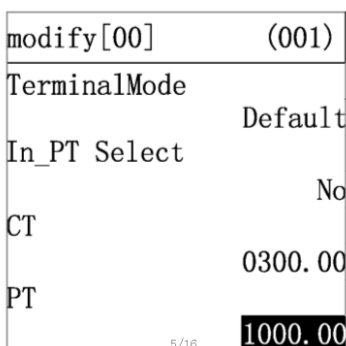 modify[00] (001)
TerminalMode
Default
In_PT Select
No
CT
0300.00
PT
1000.00
5/16